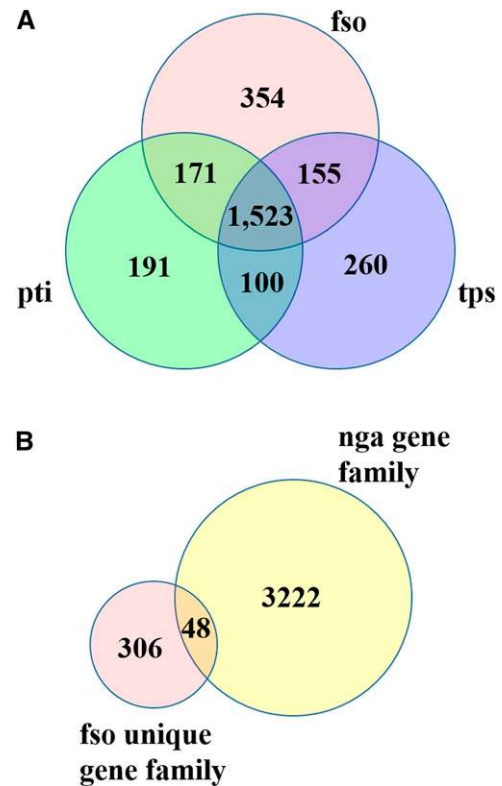 A
fso
354
171
155
1,523
191
100
260
pti
tps
B
nga gene
family
3222
48
306
fso unique
gene family